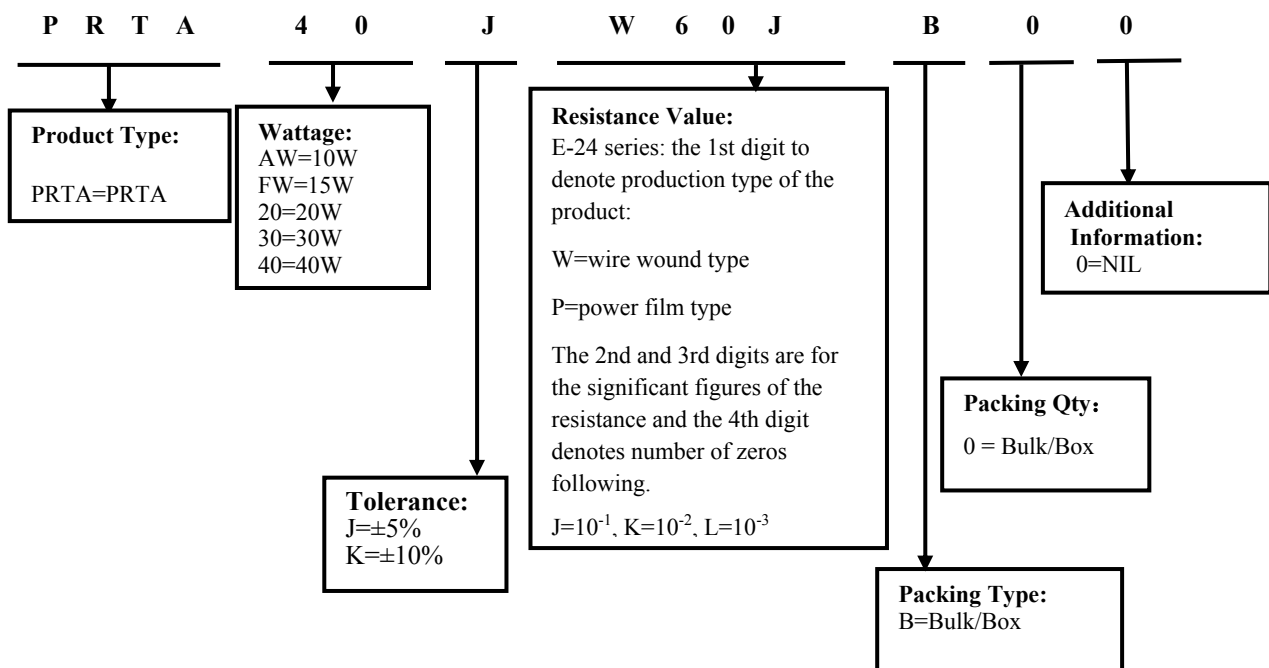 P R T A 4 0 J W 6 0 J B 0 0
Product Type:
PRTA=PRTA
Wattage:
AW=10W
FW=15W
20=20W
30=30W
40=40W
Tolerance:
J=±5%
K=±10%
Resistance Value:
E-24 series: the 1st digit to
denote production type of the
product:
W=wire wound type
P=power film type
The 2nd and 3rd digits are for
the significant figures of the
resistance and the 4th digit
denotes number of zeros
following.
J=10⁻¹, K=10⁻², L=10⁻³
Packing Type:
B=Bulk/Box
Packing Qty：
0 = Bulk/Box
Additional
Information:
0=NIL